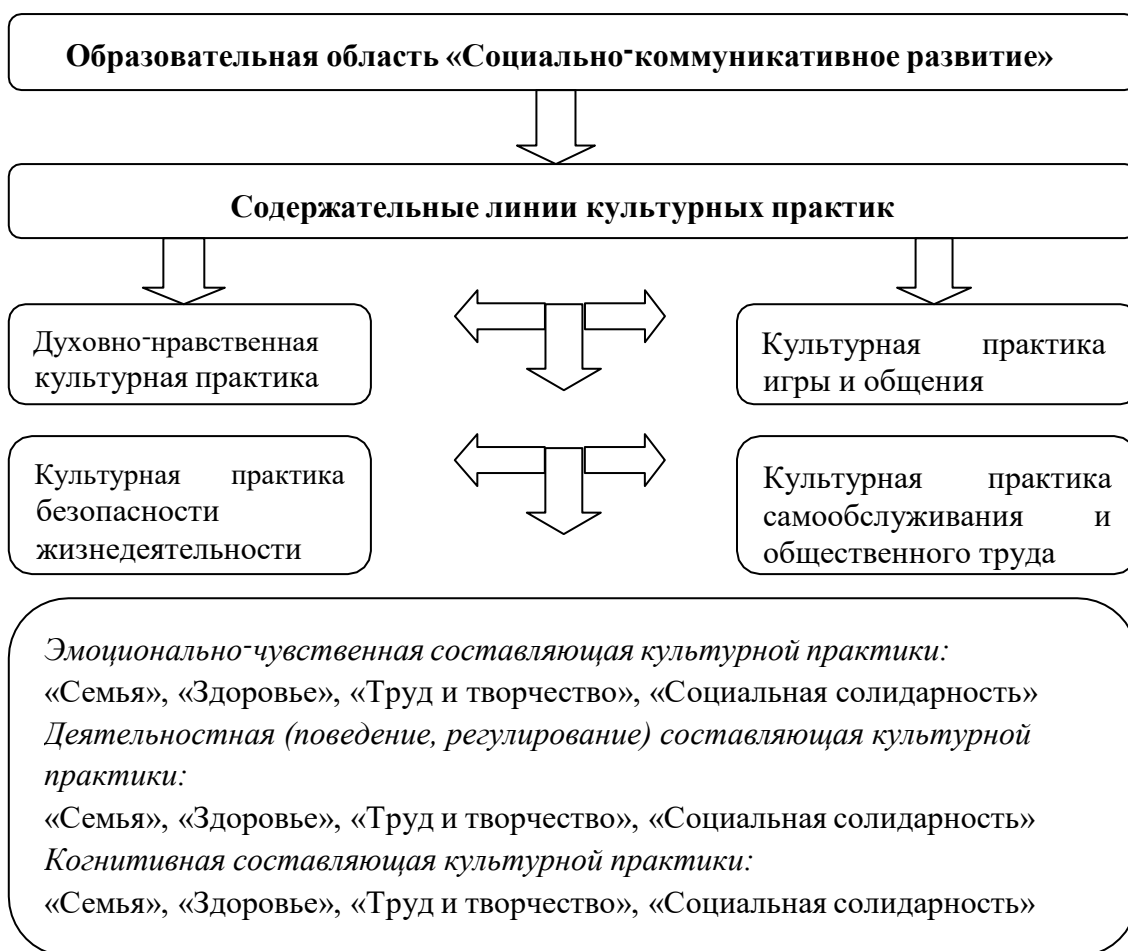 Образовательная область «Социально-коммуникативное развитие»
Содержательные линии культурных практик
Духовно-нравственная
культурная практика
Культурная практика
игры и общения
Культурная практика
безопасности
жизнедеятельности
Культурная практика
самообслуживания и
общественного труда
Эмоционально-чувственная составляющая культурной практики:
«Семья», «Здоровье», «Труд и творчество», «Социальная солидарность»
Деятельностная (поведение, регулирование) составляющая культурной
практики:
«Семья», «Здоровье», «Труд и творчество», «Социальная солидарность»
Когнитивная составляющая культурной практики:
«Семья», «Здоровье», «Труд и творчество», «Социальная солидарность»